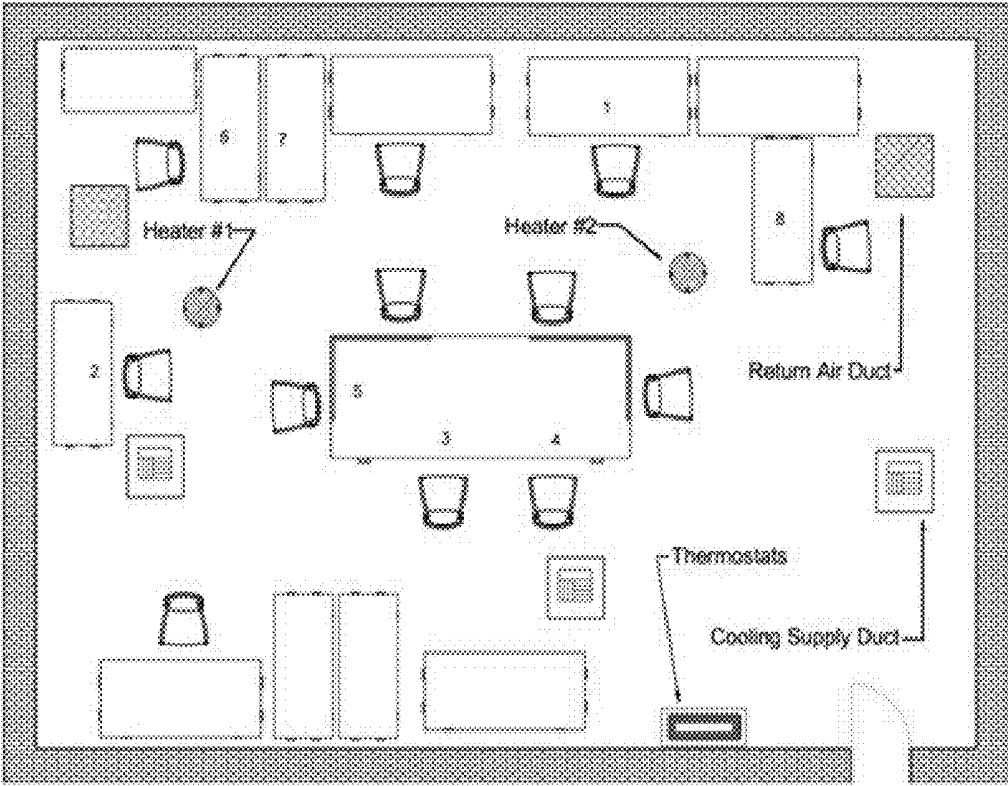 1
6
7
8
Heater #1
Heater #2
2
Return Air Duct
5
3
4
Thermostats
Cooling Supply Duct